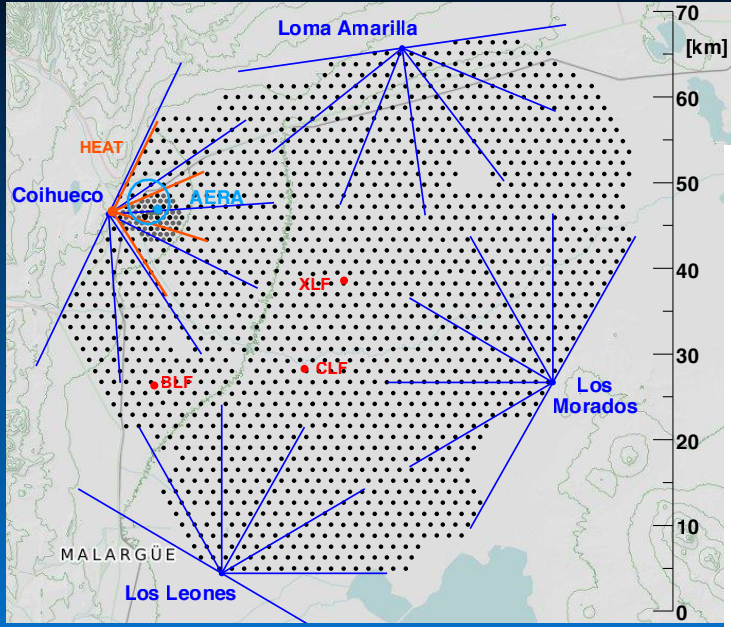 70
Loma Amarilla
[km]
60
HEAT
50
Coihueco
AERA
40
XLF
30
CLF
BLF
Los
Morados
20
10
MALARGÜE
Los Leones
0